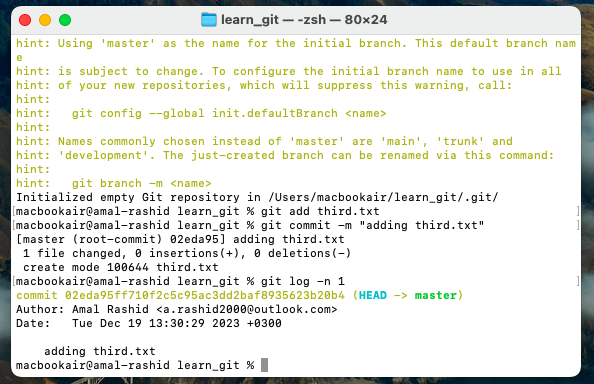 learn_git — -zsh — 80×24
hint: Using 'master' as the name for the initial branch. This default branch nam
e
hint: is subject to change. To configure the initial branch name to use in all
hint: of your new repositories, which will suppress this warning, call:
hint:
hint:   git config --global init.defaultBranch <name>
hint:
hint: Names commonly chosen instead of 'master' are 'main', 'trunk' and
hint: 'development'. The just-created branch can be renamed via this command:
hint:
hint:   git branch -m <name>
Initialized empty Git repository in /Users/macbookair/learn_git/.git/
[macbookair@amal-rashid learn_git % git add third.txt ]
[macbookair@amal-rashid learn_git % git commit -m "adding third.txt" ]
[master (root-commit) 02eda95] adding third.txt
 1 file changed, 0 insertions(+), 0 deletions(-)
 create mode 100644 third.txt
[macbookair@amal-rashid learn_git % git log -n 1 ]
commit 02eda95ff710f2c5c95ac3dd2baf8935623b20b4 (HEAD -> master)
Author: Amal Rashid <a.rashid2000@outlook.com>
Date:   Tue Dec 19 13:30:29 2023 +0300

    adding third.txt
macbookair@amal-rashid learn_git %